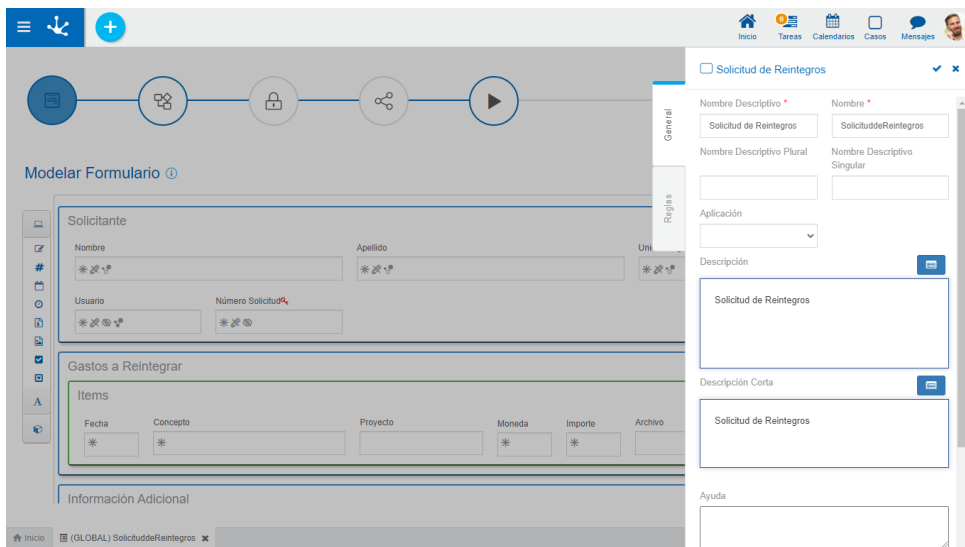 6
Inicio
Tareas
Calendarios
Casos
Mensajes
Modelar Formulario
Solicitante
Nombre
Apellido
Usuario
Número Solicitud
Gastos a Reintegrar
Items
Fecha
Concepto
Proyecto
Moneda
Importe
Archivo
Información Adicional
Inicio
(GLOBAL) SolicituddeReintegros
General
Reglas
Solicitud de Reintegros
Nombre Descriptivo *
Nombre *
Solicitud de Reintegros
SolicituddeReintegros
Nombre Descriptivo Plural
Nombre Descriptivo
Singular
Aplicación
Descripción
Solicitud de Reintegros
Descripción Corta
Solicitud de Reintegros
Ayuda